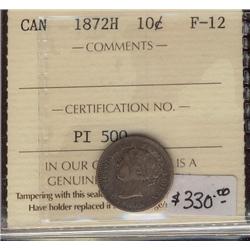 CAN 1872H 10¢ F-12
COMMENTS
CERTIFICATION NO.
PI 500
IN OUR IS A
GENUINE
Tampering with this seal
Have holder replaced if
$330.00